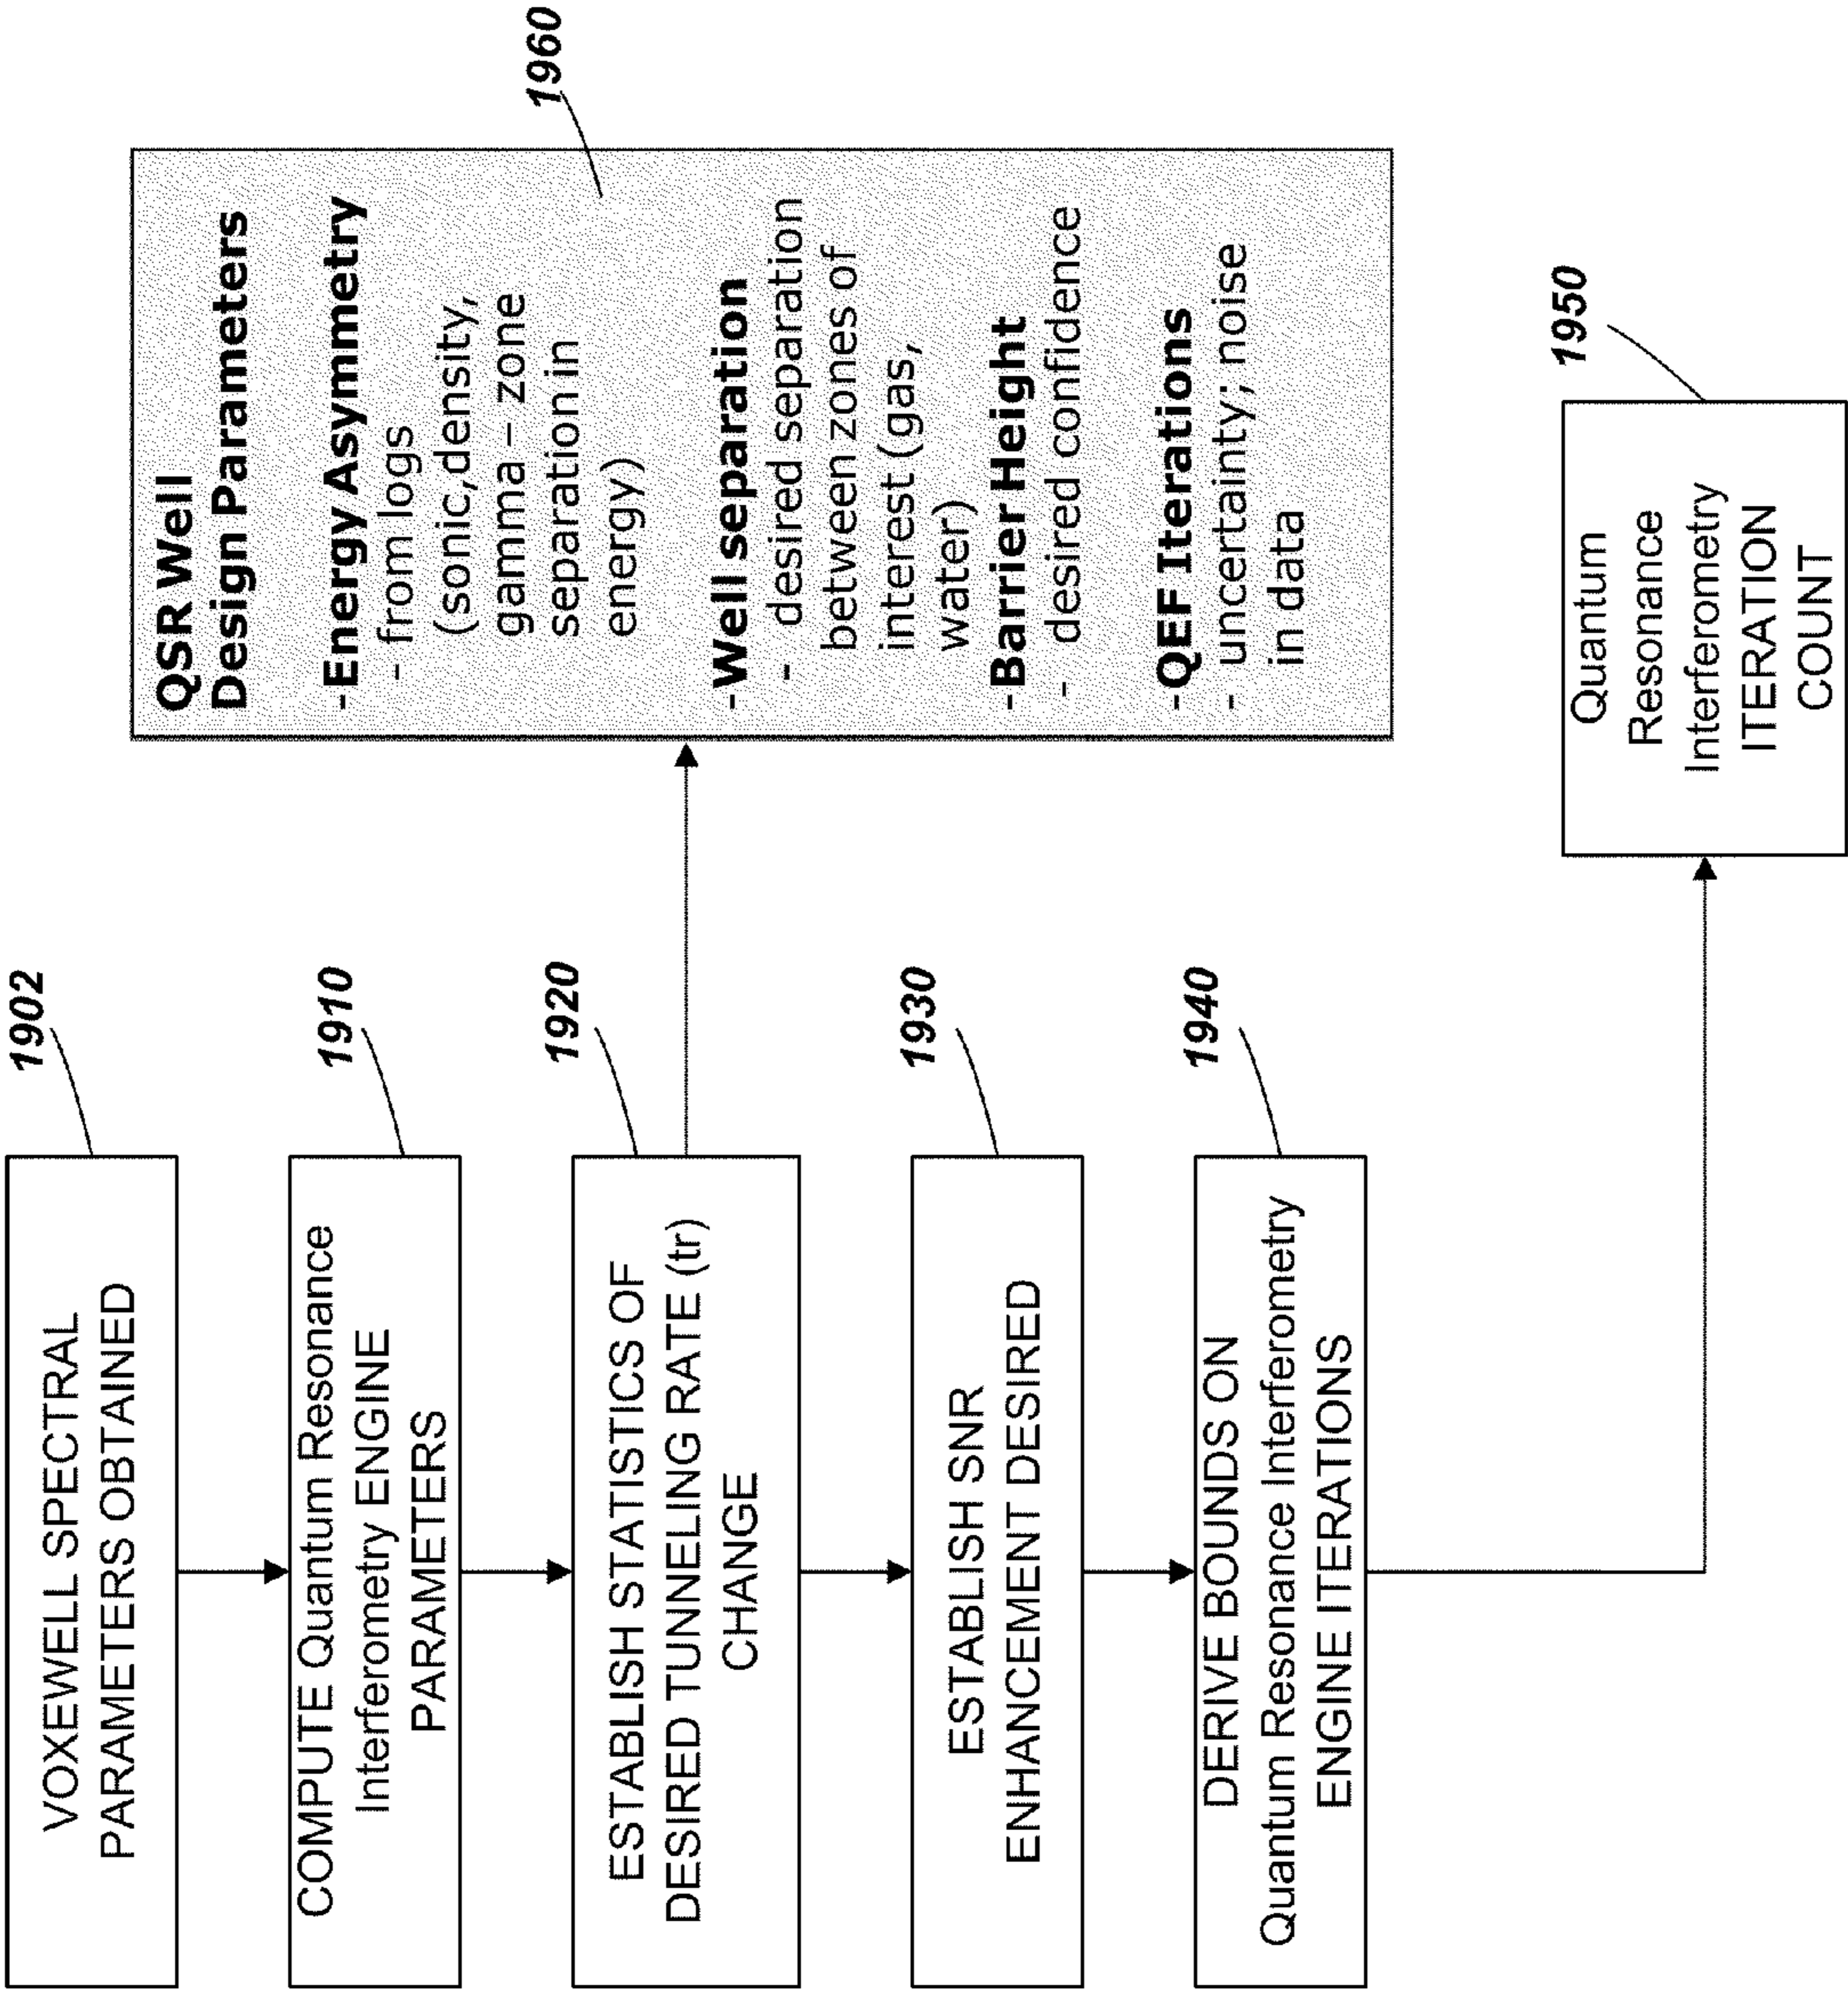 1902
VOXEWELL SPECTRAL
PARAMETERS OBTAINED
1910
COMPUTE Quantum Resonance
Interferometry ENGINE
PARAMETERS
1920
ESTABLISH STATISTICS OF
DESIRED TUNNELING RATE (tr)
CHANGE
1930
ESTABLISH SNR
ENHANCEMENT DESIRED
1940
DERIVE BOUNDS ON
Quantum Resonance Interferometry
ENGINE ITERATIONS
1960
QSR Well
Design Parameters
-Energy Asymmetry
- from logs
(sonic,density,
gamma – zone
separation in
energy)
-Well separation
- desired separation
between zones of
interest (gas,
water)
-Barrier Height
- desired confidence
-QEF Iterations
- uncertainty; noise
in data
1950
Quantum
Resonance
Interferometry
ITERATION
COUNT